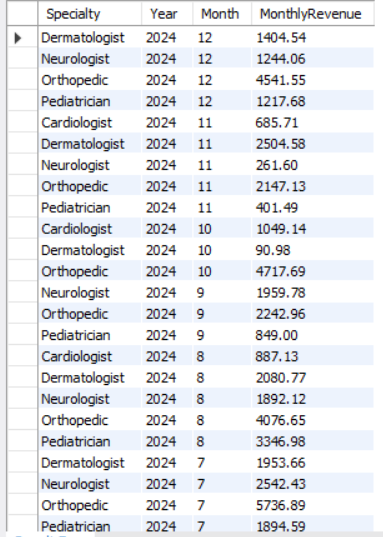 Specialty Year Month MonthlyRevenue
Dermatologist 2024 12 1404.54
Neurologist 2024 12 1244.06
Orthopedic 2024 12 4541.55
Pediatrician 2024 12 1217.68
Cardiologist 2024 11 685.71
Dermatologist 2024 11 2504.58
Neurologist 2024 11 261.60
Orthopedic 2024 11 2147.13
Pediatrician 2024 11 401.49
Cardiologist 2024 10 1049.14
Dermatologist 2024 10 90.98
Orthopedic 2024 10 4717.69
Neurologist 2024 9 1959.78
Orthopedic 2024 9 2242.96
Pediatrician 2024 9 849.00
Cardiologist 2024 8 887.13
Dermatologist 2024 8 2080.77
Neurologist 2024 8 1892.12
Orthopedic 2024 8 4076.65
Pediatrician 2024 8 3346.98
Dermatologist 2024 7 1953.66
Neurologist 2024 7 2542.43
Orthopedic 2024 7 5736.89
Pediatrician 2024 7 1894.59